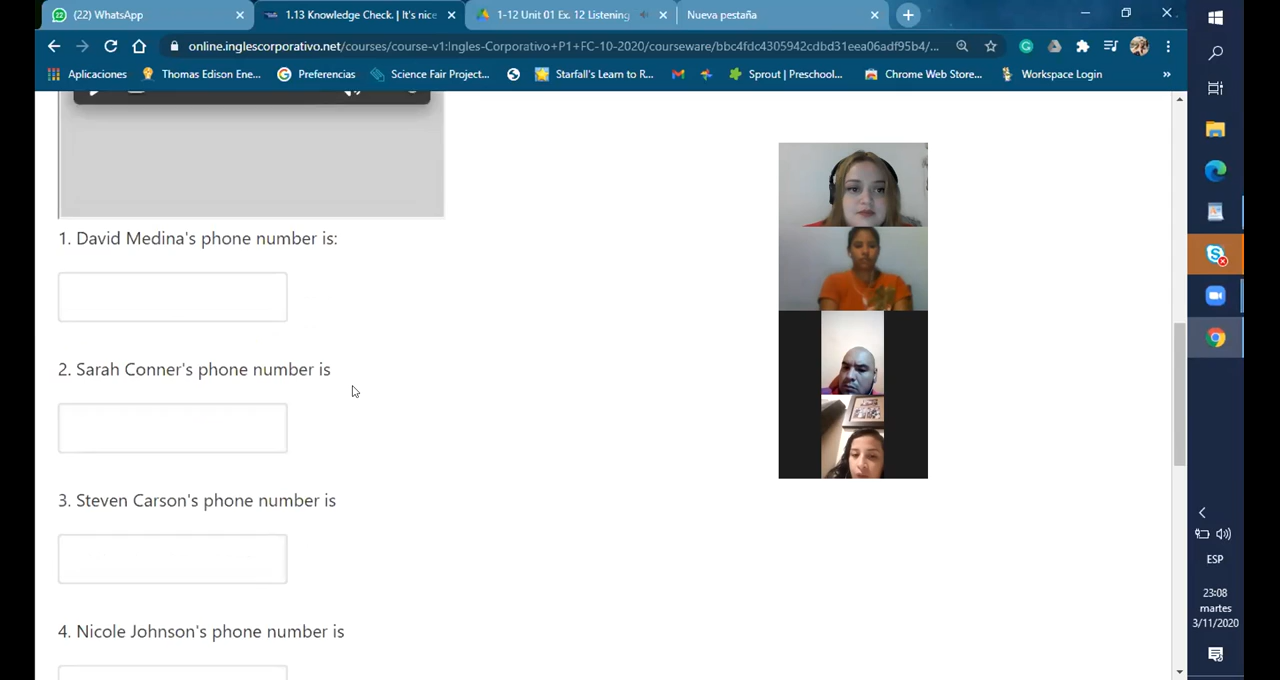 (22) WhatsApp
1.13 Knowledge Check. | It's nice
1-12 Unit 01 Ex. 12 Listening
Nueva pestaña
online.inglescorporativo.net/courses/course-v1:Ingles-Corporativo+P1+FC-10-2020/courseware/bbc4fdc4305942cdbd31eea06adf95b4/...
Aplicaciones
Thomas Edison Ene...
Preferencias
Science Fair Project...
Starfall's Learn to R...
Sprout | Preschool...
Chrome Web Store...
Workspace Login
»
1. David Medina's phone number is:
2. Sarah Conner's phone number is
3. Steven Carson's phone number is
4. Nicole Johnson's phone number is
ESP
23:08
martes
3/11/2020